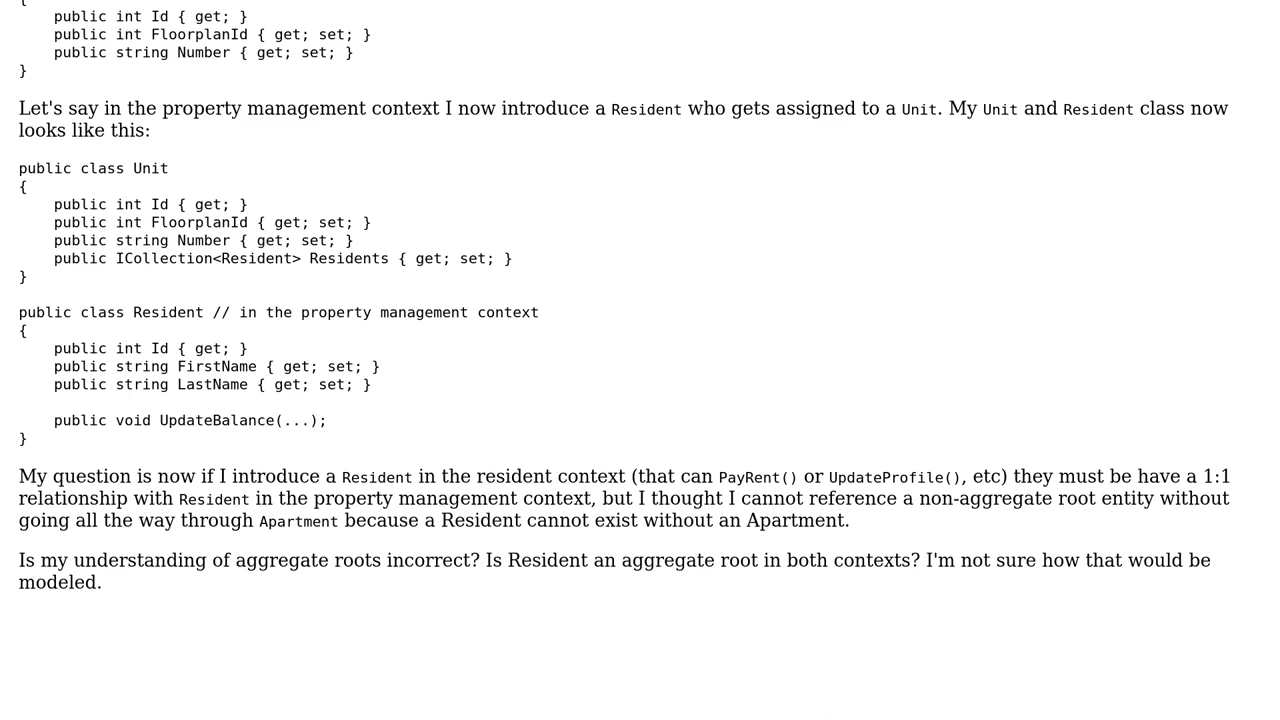 {
    public int Id { get; }
    public int FloorplanId { get; set; }
    public string Number { get; set; }
}
Let's say in the property management context I now introduce a Resident who gets assigned to a Unit. My Unit and Resident class now
looks like this:
public class Unit
{
    public int Id { get; }
    public int FloorplanId { get; set; }
    public string Number { get; set; }
    public ICollection<Resident> Residents { get; set; }
}
public class Resident // in the property management context
{
    public int Id { get; }
    public string FirstName { get; set; }
    public string LastName { get; set; }
    public void UpdateBalance(...);
}
My question is now if I introduce a Resident in the resident context (that can PayRent() or UpdateProfile(), etc) they must be have a 1:1
relationship with Resident in the property management context, but I thought I cannot reference a non-aggregate root entity without
going all the way through Apartment because a Resident cannot exist without an Apartment.
Is my understanding of aggregate roots incorrect? Is Resident an aggregate root in both contexts? I'm not sure how that would be
modeled.